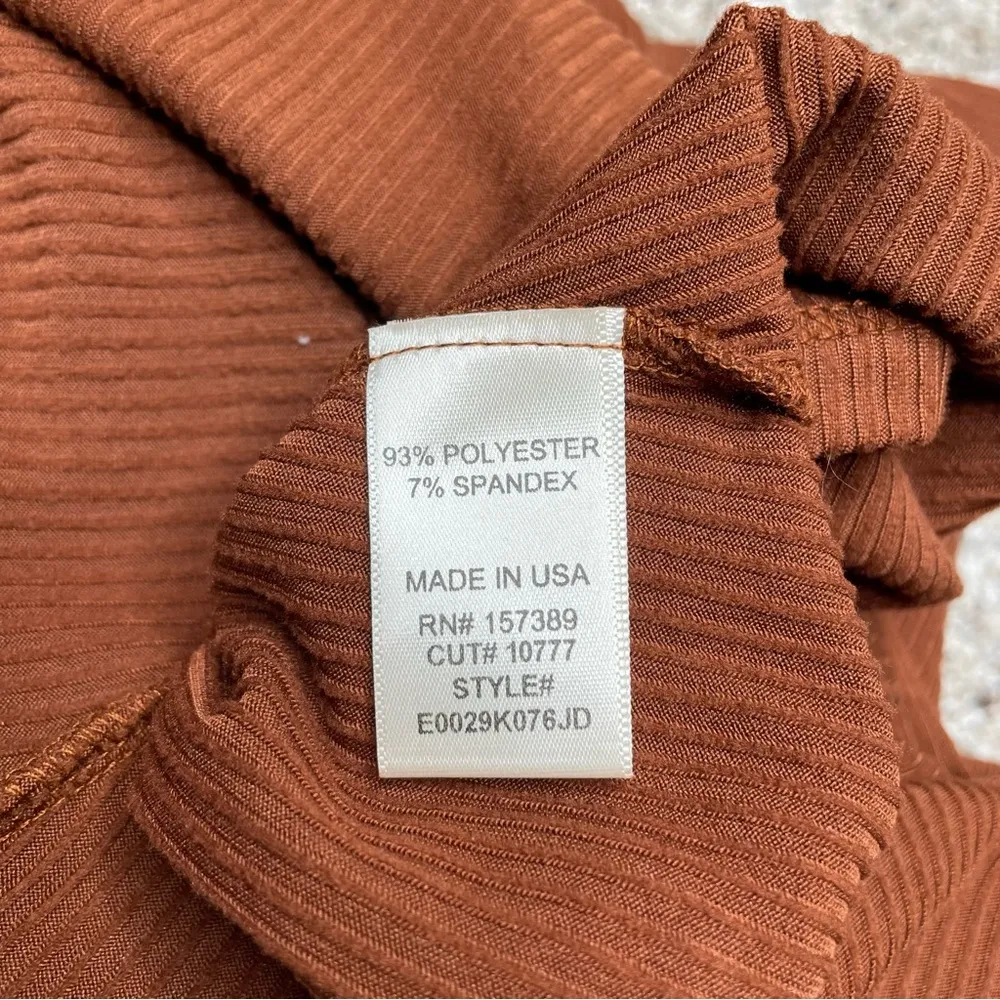 93% POLYESTER
7% SPANDEX
MADE IN USA
RN# 157389
CUT# 10777
STYLE#
E0029K076JD